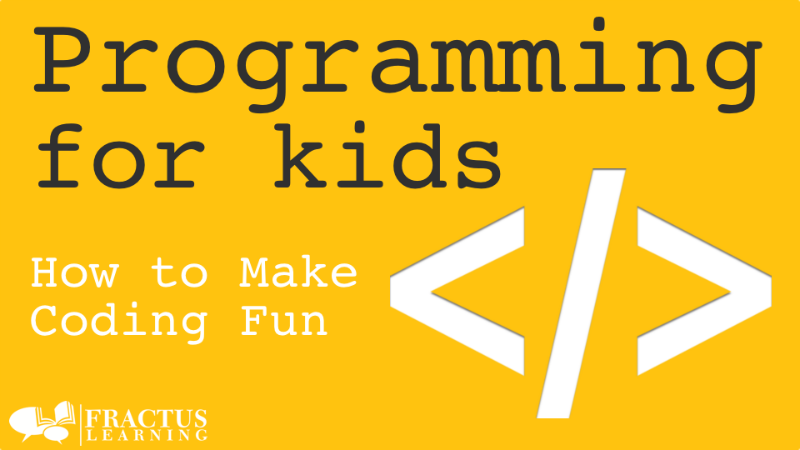 Programming
for kids
How to Make
Coding Fun
</>
FRACTUS
LEARNING